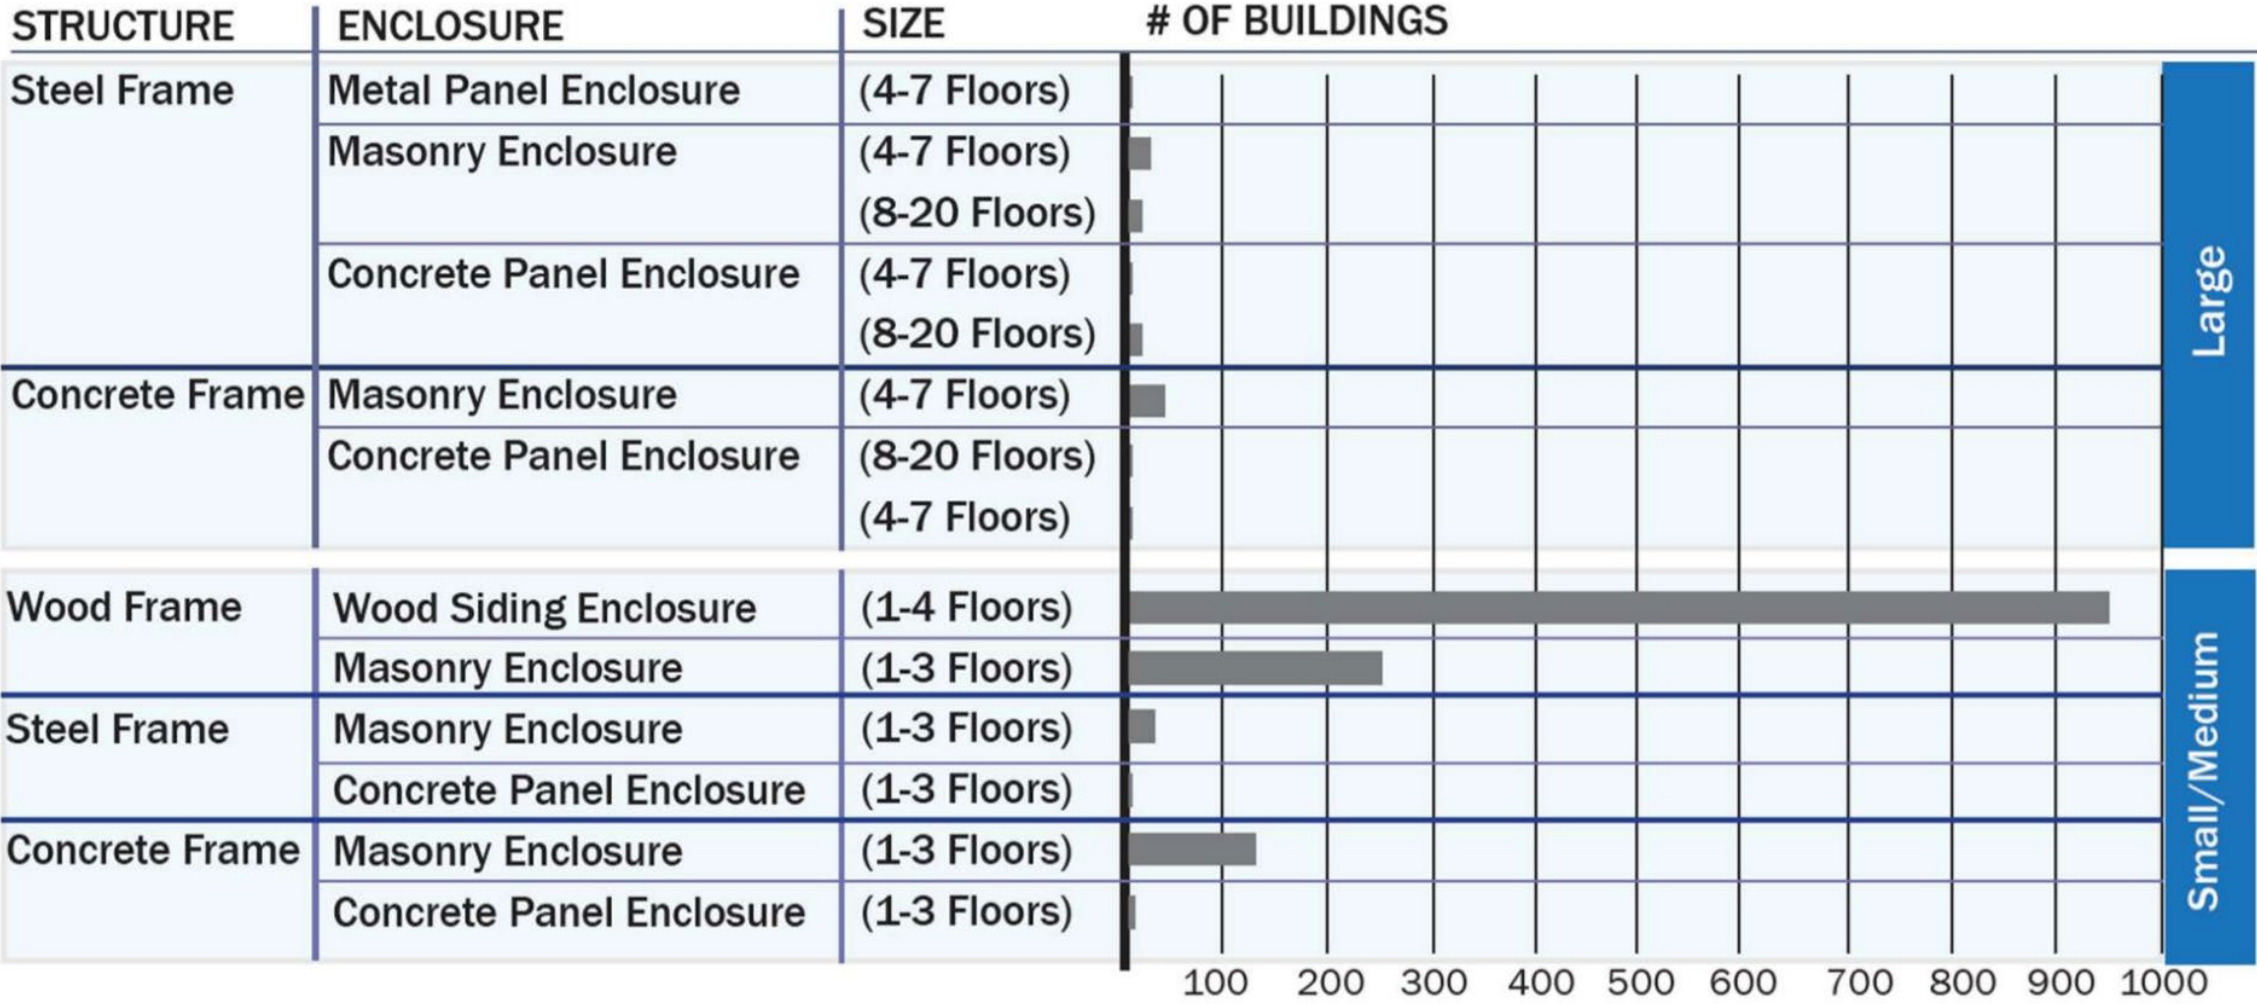 STRUCTURE ENCLOSURE SIZE # OF BUILDINGS
Steel Frame Metal Panel Enclosure (4-7 Floors)
Masonry Enclosure (4-7 Floors)
(8-20 Floors)
Concrete Panel Enclosure (4-7 Floors)
(8-20 Floors)
Concrete Frame Masonry Enclosure (4-7 Floors)
Concrete Panel Enclosure (8-20 Floors)
(4-7 Floors)
Large
Wood Frame Wood Siding Enclosure (1-4 Floors)
Masonry Enclosure (1-3 Floors)
Steel Frame Masonry Enclosure (1-3 Floors)
Concrete Panel Enclosure (1-3 Floors)
Concrete Frame Masonry Enclosure (1-3 Floors)
Concrete Panel Enclosure (1-3 Floors)
Small/Medium
100 200 300 400 500 600 700 800 900 1000